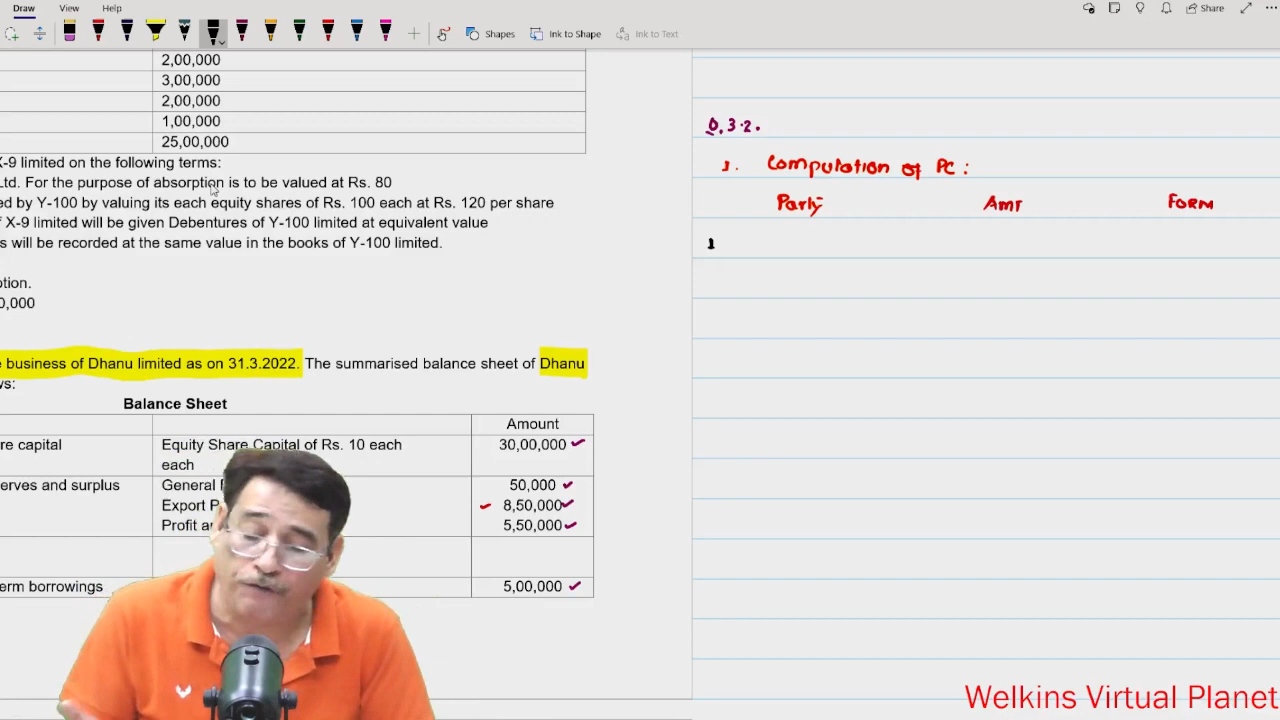 Draw View Help Share
Shapes Ink to Shape Ink to Text
2,00,000
3,00,000
2,00,000
1,00,000
25,00,000
X-9 limited on the following terms:
Ltd. For the purpose of absorption is to be valued at Rs. 80
ed by Y-100 by valuing its each equity shares of Rs. 100 each at Rs. 120 per share
f X-9 limited will be given Debentures of Y-100 limited at equivalent value
s will be recorded at the same value in the books of Y-100 limited.
ption.
0,000
e business of Dhanu limited as on 31.3.2022. The summarised balance sheet of Dhanu
ws:
Balance Sheet
Amount
re capital Equity Share Capital of Rs. 10 each 30,00,000
each
erves and surplus General 50,000
Export P 8,50,000
Profit a 5,50,000
erm borrowings 5,00,000
Q.3.2.
1. Computation of PC:
Party Amt FORM
1
Welkins Virtual Planet